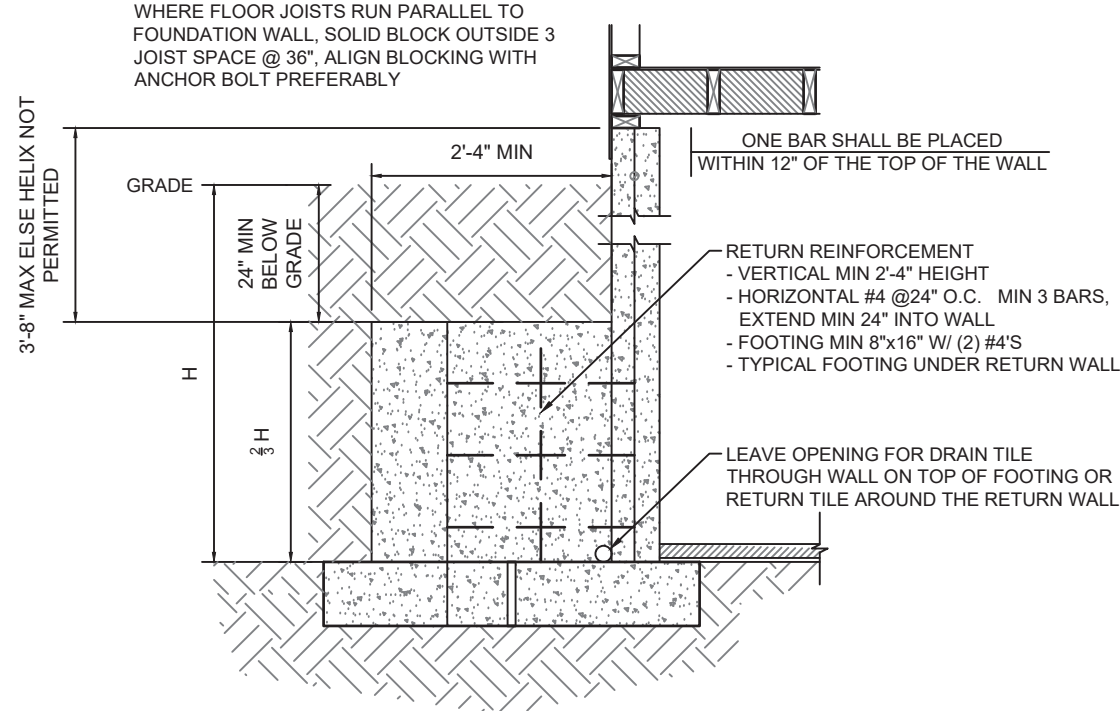 WHERE FLOOR JOISTS RUN PARALLEL TO
FOUNDATION WALL, SOLID BLOCK OUTSIDE 3
JOIST SPACE @ 36", ALIGN BLOCKING WITH
ANCHOR BOLT PREFERABLY
3'-8" MAX ELSE HELIX NOT
PERMITTED
GRADE
2'-4" MIN
24" MIN
BELOW
GRADE
H
2/3 H
ONE BAR SHALL BE PLACED
WITHIN 12" OF THE TOP OF THE WALL
RETURN REINFORCEMENT
- VERTICAL MIN 2'-4" HEIGHT
- HORIZONTAL #4 @24" O.C. MIN 3 BARS,
EXTEND MIN 24" INTO WALL
- FOOTING MIN 8"x16" W/ (2) #4'S
- TYPICAL FOOTING UNDER RETURN WALL
LEAVE OPENING FOR DRAIN TILE
THROUGH WALL ON TOP OF FOOTING OR
RETURN TILE AROUND THE RETURN WALL